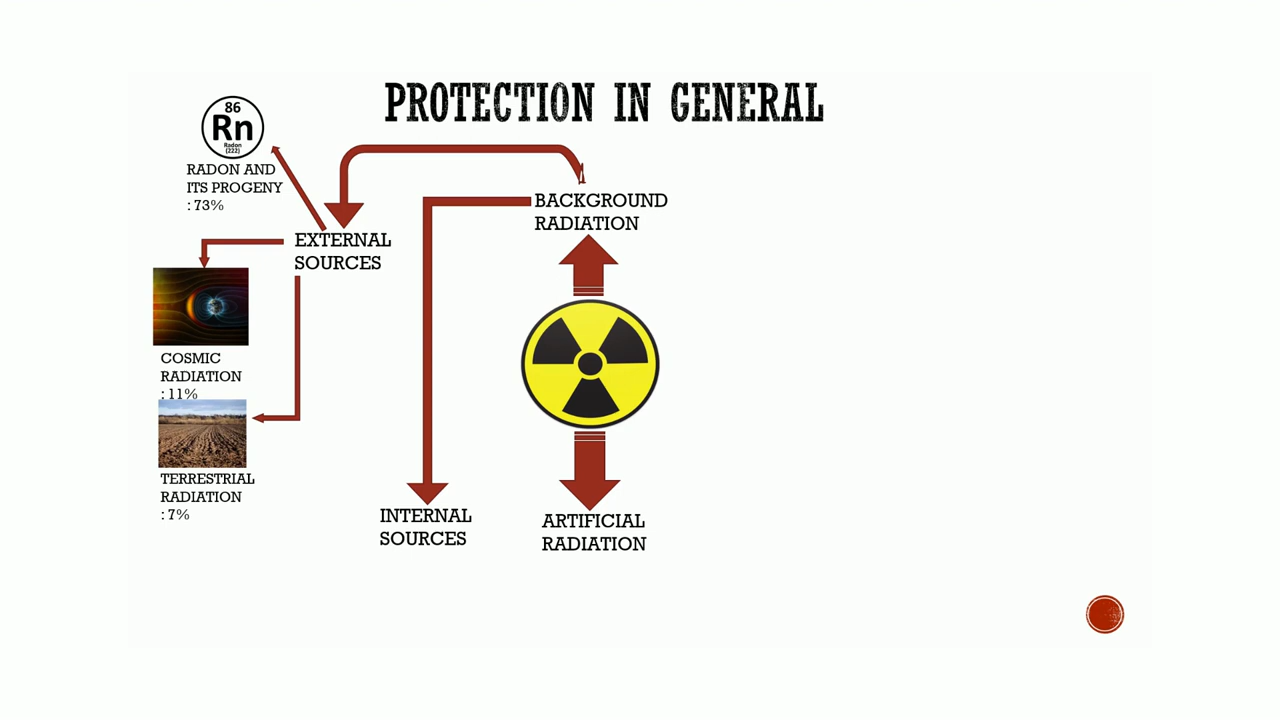 PROTECTION IN GENERAL
86
Rn
Radon
(222)
RADON AND
ITS PROGENY
: 73%
BACKGROUND
RADIATION
EXTERNAL
SOURCES
COSMIC
RADIATION
: 11%
TERRESTRIAL
RADIATION
: 7%
INTERNAL
SOURCES
ARTIFICIAL
RADIATION